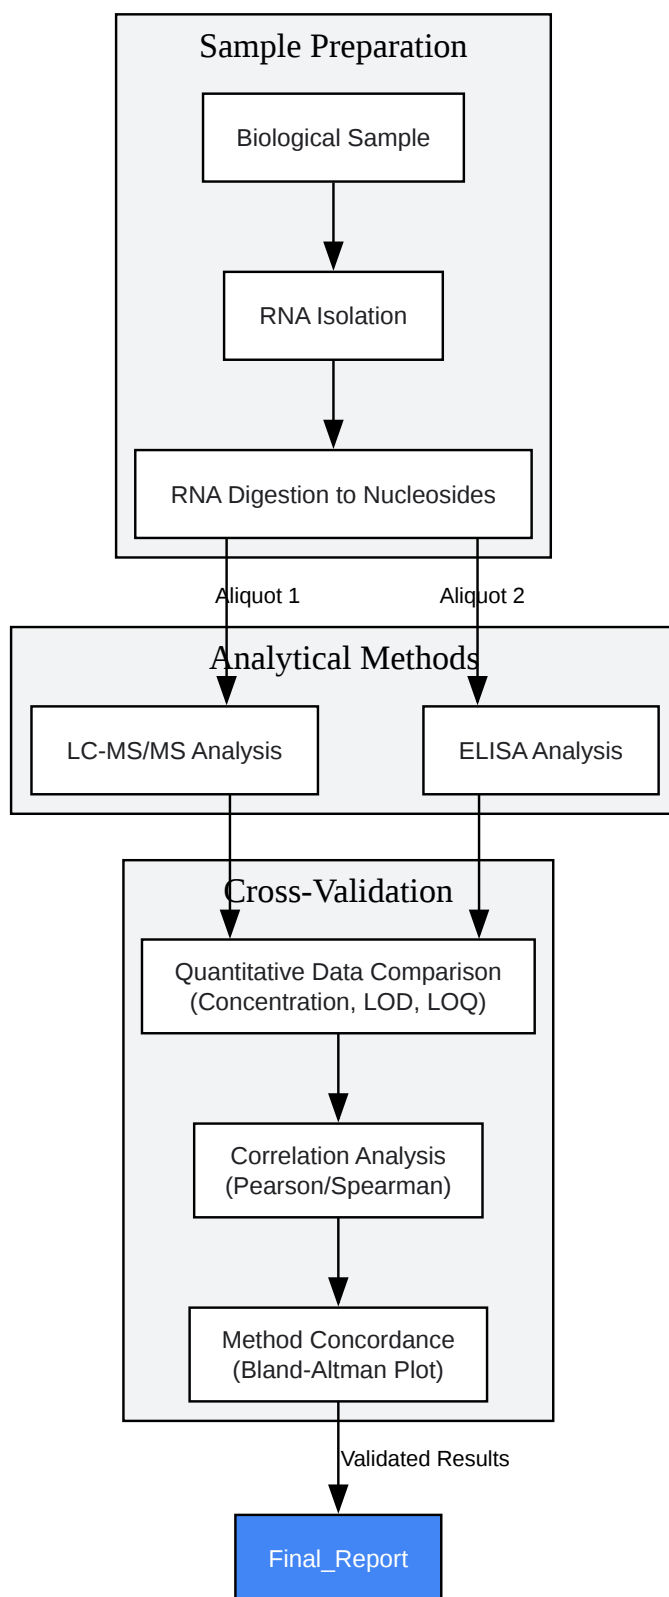 Sample Preparation
Biological Sample
RNA Isolation
RNA Digestion to Nucleosides
Aliquot 1
Aliquot 2
Analytical Methods
LC-MS/MS Analysis
ELISA Analysis
Cross-Validation
Quantitative Data Comparison
(Concentration, LOD, LOQ)
Correlation Analysis
(Pearson/Spearman)
Method Concordance
(Bland-Altman Plot)
Validated Results
Final_Report